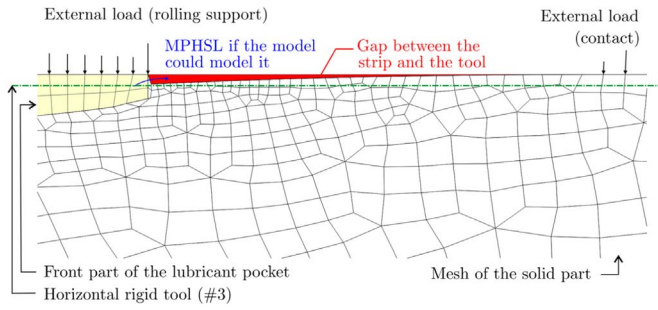 External load (rolling support)
External load
(contact)
MPHSL if the model
could model it
Gap between the
strip and the tool
Front part of the lubricant pocket
Mesh of the solid part
Horizontal rigid tool (#3)